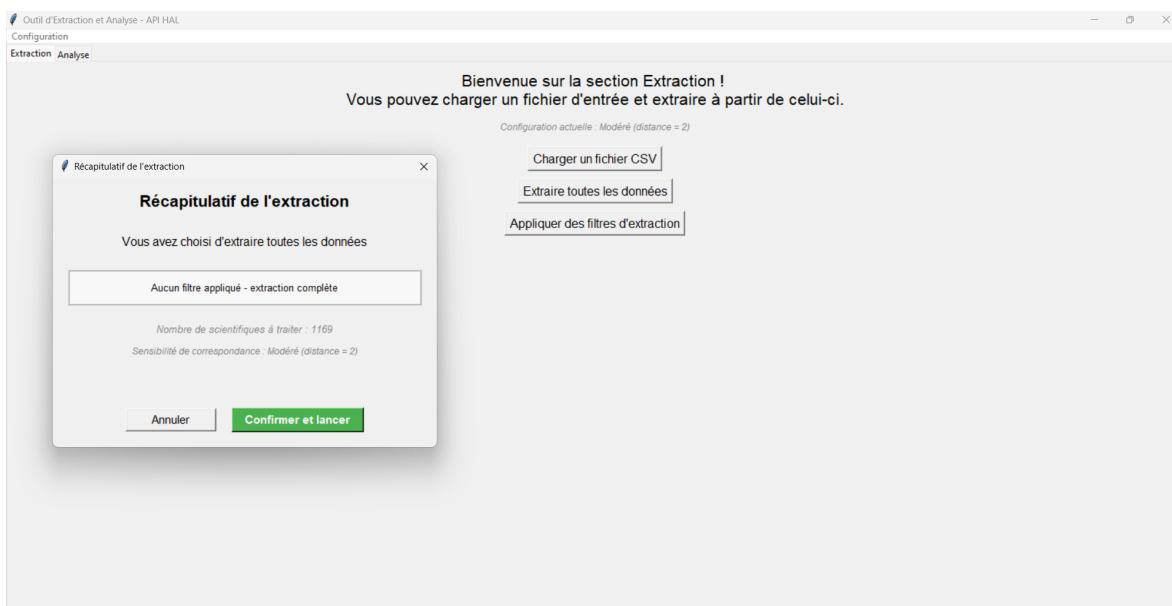 Outil d'Extraction et Analyse - API HAL
Configuration
Extraction Analyse
Bienvenue sur la section Extraction !
Vous pouvez charger un fichier d'entrée et extraire à partir de celui-ci.
Configuration actuelle : Modéré (distance = 2)
Charger un fichier CSV
Extraire toutes les données
Appliquer des filtres d'extraction
Récapitulatif de l'extraction
Récapitulatif de l'extraction
Vous avez choisi d'extraire toutes les données
Aucun filtre appliqué - extraction complète
Nombre de scientifiques à traiter : 1169
Sensibilité de correspondance : Modéré (distance = 2)
Annuler Confirmer et lancer